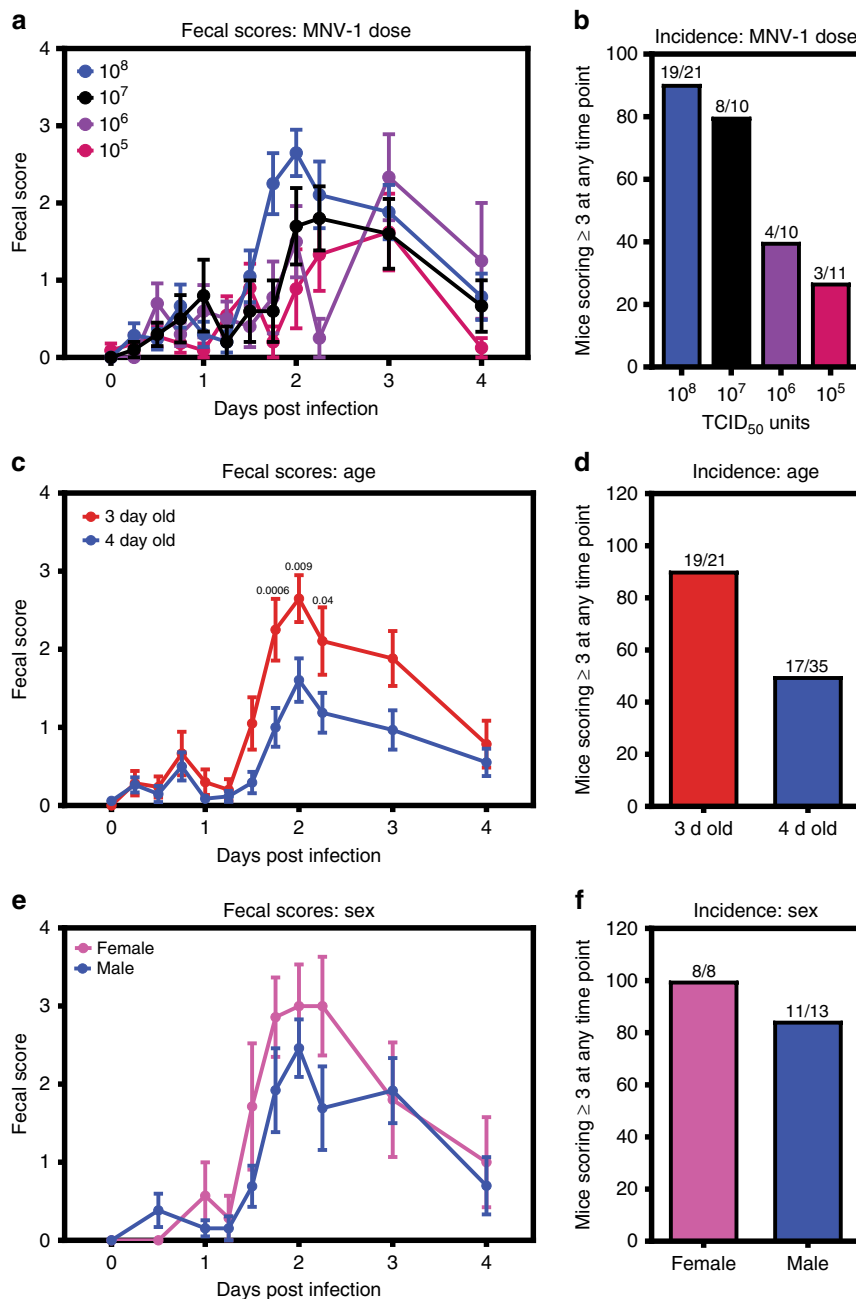 a
Fecal scores: MNV-1 dose
4
3
2
1
0
Fecal score
10⁸
10⁷
10⁶
10⁵
0 1 2 3 4
Days post infection
b
Incidence: MNV-1 dose
100
80
60
40
20
0
Mice scoring ≥ 3 at any time point
19/21
8/10
4/10
3/11
10⁸ 10⁷ 10⁶ 10⁵
TCID₅₀ units
c
Fecal scores: age
4
3
2
1
0
Fecal score
3 day old
4 day old
0.0006
0.009
0.04
0 1 2 3 4
Days post infection
d
Incidence: age
120
100
80
60
40
20
0
Mice scoring ≥ 3 at any time point
19/21
17/35
3 d old 4 d old
e
Fecal scores: sex
4
3
2
1
0
Fecal score
Female
Male
0 1 2 3 4
Days post infection
f
Incidence: sex
120
100
80
60
40
20
0
Mice scoring ≥ 3 at any time point
8/8
11/13
Female Male